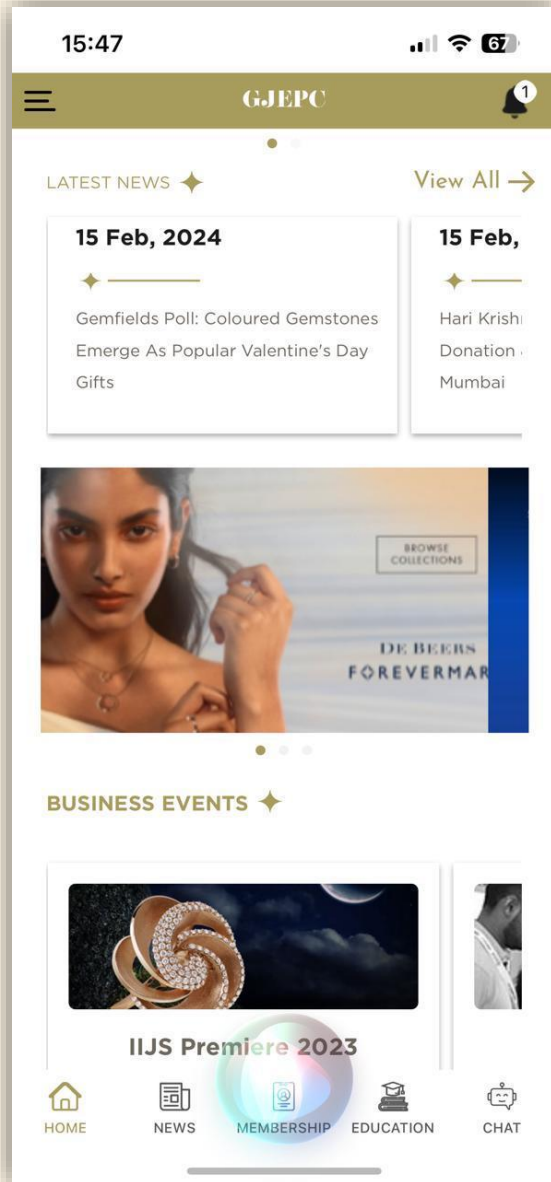 15:47
67
GJEPC
1
LATEST NEWS
View All
15 Feb, 2024
Gemfields Poll: Coloured Gemstones
Emerge As Popular Valentine's Day
Gifts
15 Feb,
Hari Krish
Donation
Mumbai
BROWSE
COLLECTIONS
DE BEERS
FOREVERMAR
BUSINESS EVENTS
IIJS Premiere 2023
HOME
NEWS
MEMBERSHIP
EDUCATION
CHAT